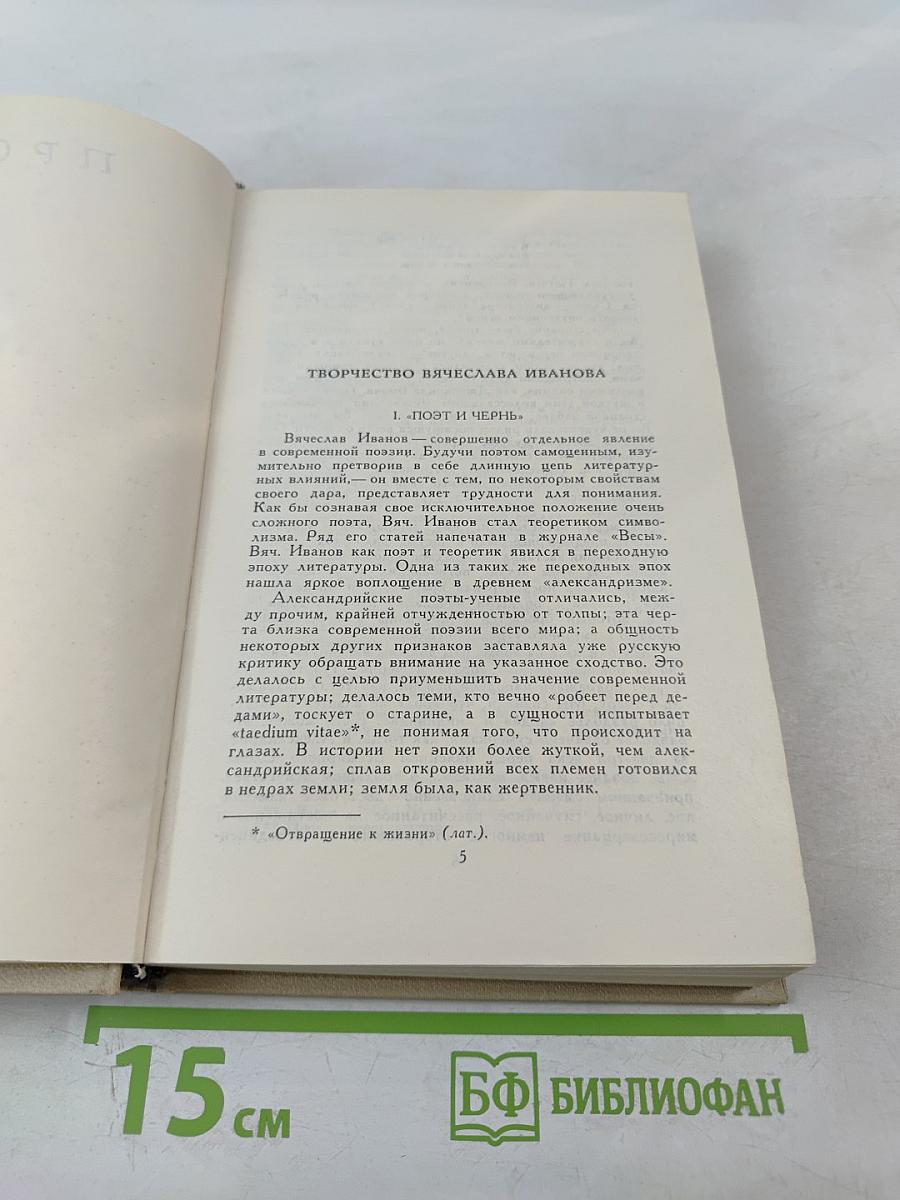 ПРО
ТВОРЧЕСТВО ВЯЧЕСЛАВА ИВАНОВА
I. «ПОЭТ И ЧЕРНЬ»
Вячеслав Иванов — совершенно отдельное явление
в современной поэзии. Будучи поэтом самоценным, изу-
мительно претворив в себе длинную цепь литератур-
ных влияний,— он вместе с тем, по некоторым свойствам
своего дара, представляет трудности для понимания.
Как бы сознавая свое исключительное положение очень
сложного поэта, Вяч. Иванов стал теоретиком симво-
лизма. Ряд его статей напечатан в журнале «Весы».
Вяч. Иванов как поэт и теоретик явился в переходную
эпоху литературы. Одна из таких же переходных эпох
нашла яркое воплощение в древнем «александризме».
Александрийские поэты-ученые отличались, меж-
ду прочим, крайней отчужденностью от толпы; эта чер-
та близка современной поэзии всего мира; а общность
некоторых других признаков заставляла уже русскую
критику обращать внимание на указанное сходство. Это
делалось с целью приуменьшить значение современной
литературы; делалось теми, кто вечно «робеет перед де-
дами», тоскует о старине, а в сущности испытывает
«taedium vitae»*, не понимая того, что происходит на
глазах. В истории нет эпохи более жуткой, чем алек-
сандрийская; сплав откровений всех племен готовился
в недрах земли; земля была, как жертвенник.
* «Отвращение к жизни» (лат.).
5
15 см
БФ БИБЛИОФАН